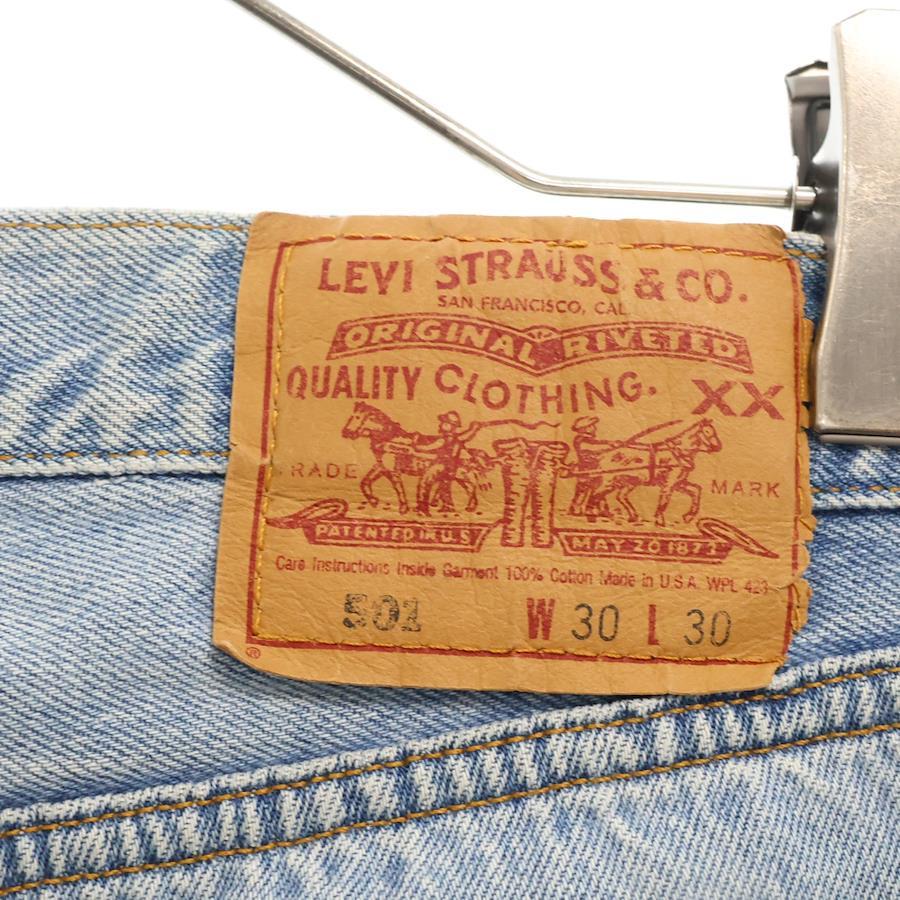 LEVI STRAUSS & CO.
SAN FRANCISCO, CAL.
ORIGINAL RIVETED
QUALITY CLOTHING. XX
TRADE MARK
PATENTED IN U.S. MAY 20 1873
Care Instructions Inside Garment 100% Cotton Made in U.S.A. WPL 423
501 W 30 L 30
®